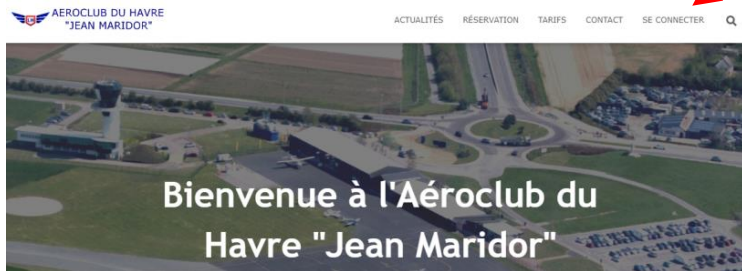 AEROCLUB DU HAVRE
"JEAN MARIDOR"
ACTUALITÉS RÉSERVATION TARIFS CONTACT SE CONNECTER
Bienvenue à l'Aéroclub du
Havre "Jean Maridor"